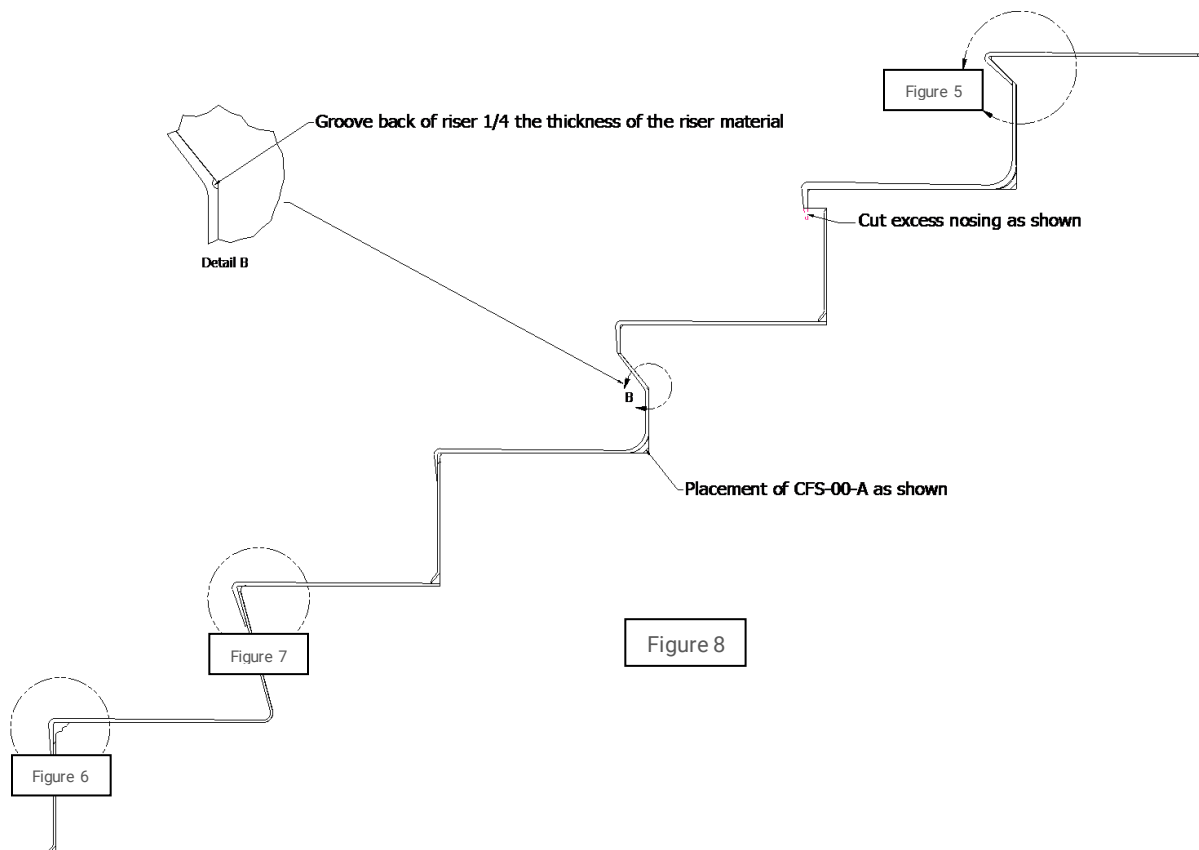 Figure 5
Groove back of riser 1/4 the thickness of the riser material
Cut excess nosing as shown
Detail B
B
Placement of CFS-00-A as shown
Figure 8
Figure 7
Figure 6